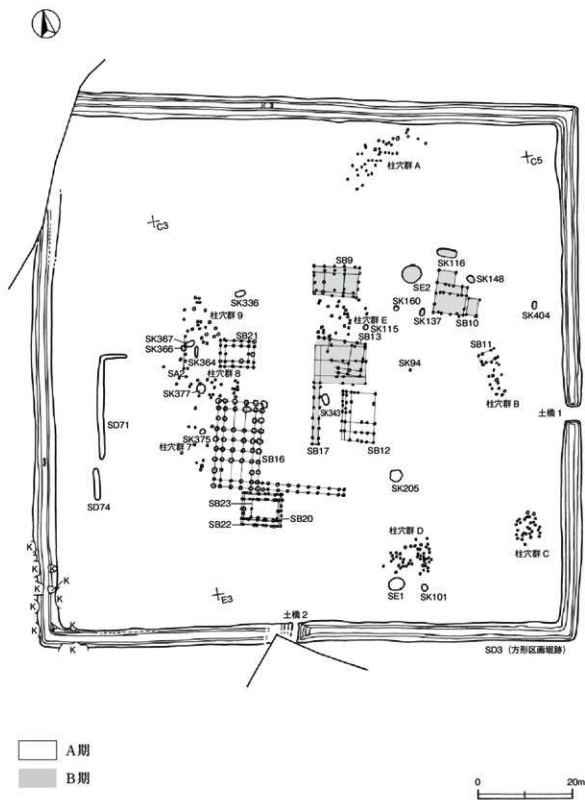 柱穴群 A
C5
C3
SB9
SK116
SE2
SK148
SK336
SK160
SK404
柱穴群 9
柱穴群 E
SK137
SB10
SK115
SK367
SB21
SB13
SK366
SB11
SK364
SA2
柱穴群 8
SK94
SK377
柱穴群 B
土橋 1
SD71
SK343
SK375
柱穴群 7
SB16
SB17
SB12
SK205
SD74
SB23
SB20
SB22
柱穴群 D
柱穴群 C
K
K
K
K
K
K
SE1
SK101
E3
土橋 2
K
K
SD3（方形区画堀跡）
A期
B期
0
20m